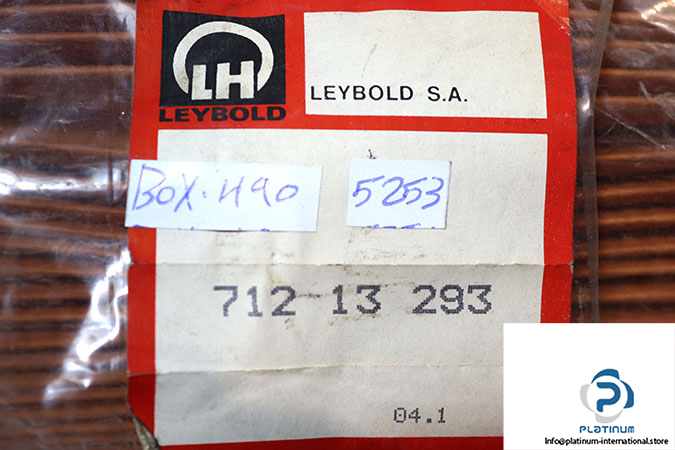 LH
LEYBOLD
LEYBOLD S.A.
BOX.490
5253
712 13 293
04.1
P
PLATINUM
Info@platinum-international.store